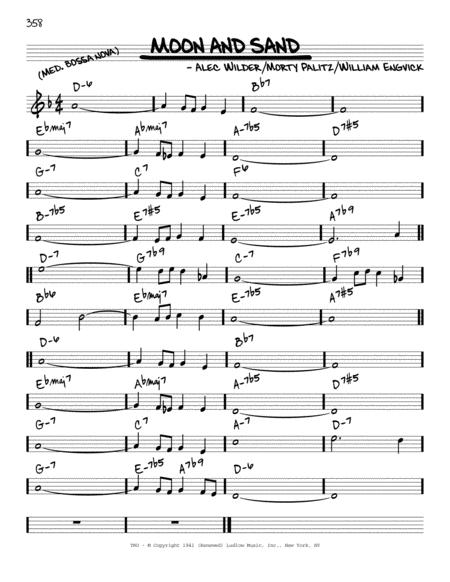 358
MOON AND SAND
(MED. BOSSA NOVA)
- ALEC WILDER/MORTY PALITZ/WILLIAM ENGVICK
D-6 Bb7
Ebmaj7 Abmaj7 A-7b5 D7#5
G-7 C7 F6
B-7b5 E7#5 E-7b5 A7b9
D-7 G7b9 C-7 F7b9
Bb6 Ebmaj7 E-7b5 A7#5
D-6 Bb7
Ebmaj7 Abmaj7 A-7b5 D7#5
G-7 C7 A-7 D-7
G-7 E-7b5 A7b9 D-6
TRO - © Copyright 1941 (Renewed) Ludlow Music, Inc., New York, NY